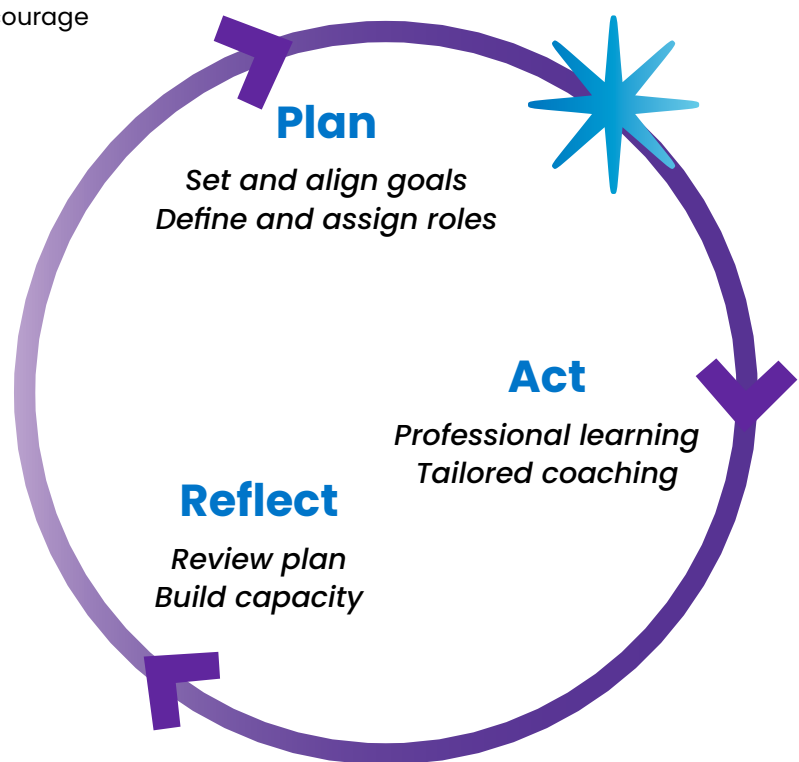 Plan
Set and align goals
Define and assign roles
Act
Professional learning
Tailored coaching
Reflect
Review plan
Build capacity